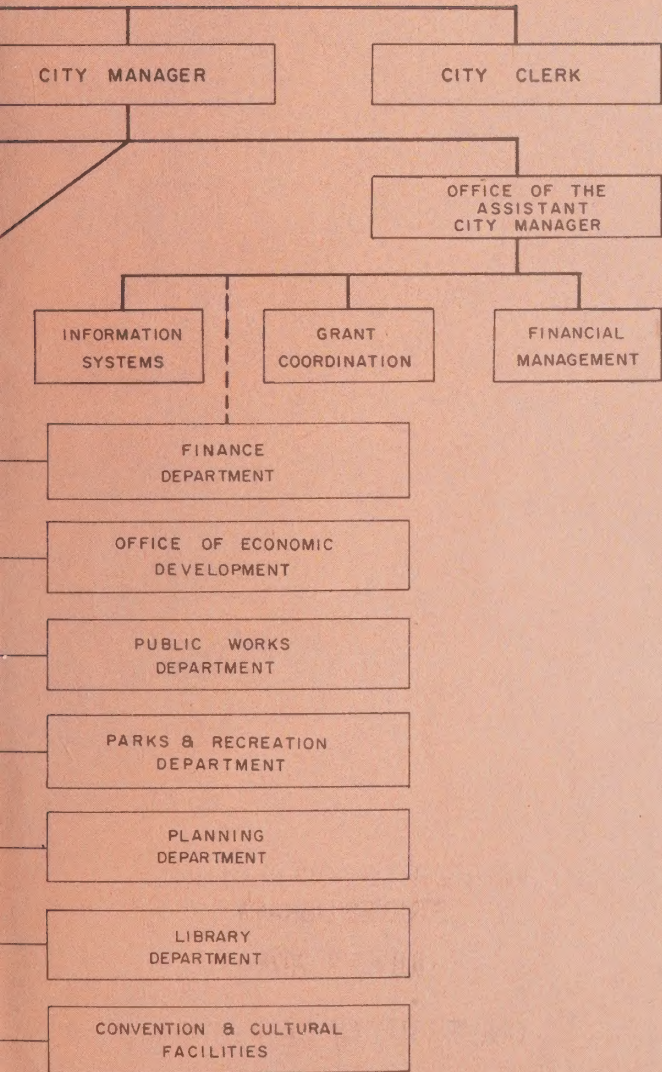 CITY MANAGER
CITY CLERK
OFFICE OF THE
ASSISTANT
CITY MANAGER
INFORMATION
SYSTEMS
GRANT
COORDINATION
FINANCIAL
MANAGEMENT
FINANCE
DEPARTMENT
OFFICE OF ECONOMIC
DEVELOPMENT
PUBLIC WORKS
DEPARTMENT
PARKS & RECREATION
DEPARTMENT
PLANNING
DEPARTMENT
LIBRARY
DEPARTMENT
CONVENTION & CULTURAL
FACILITIES